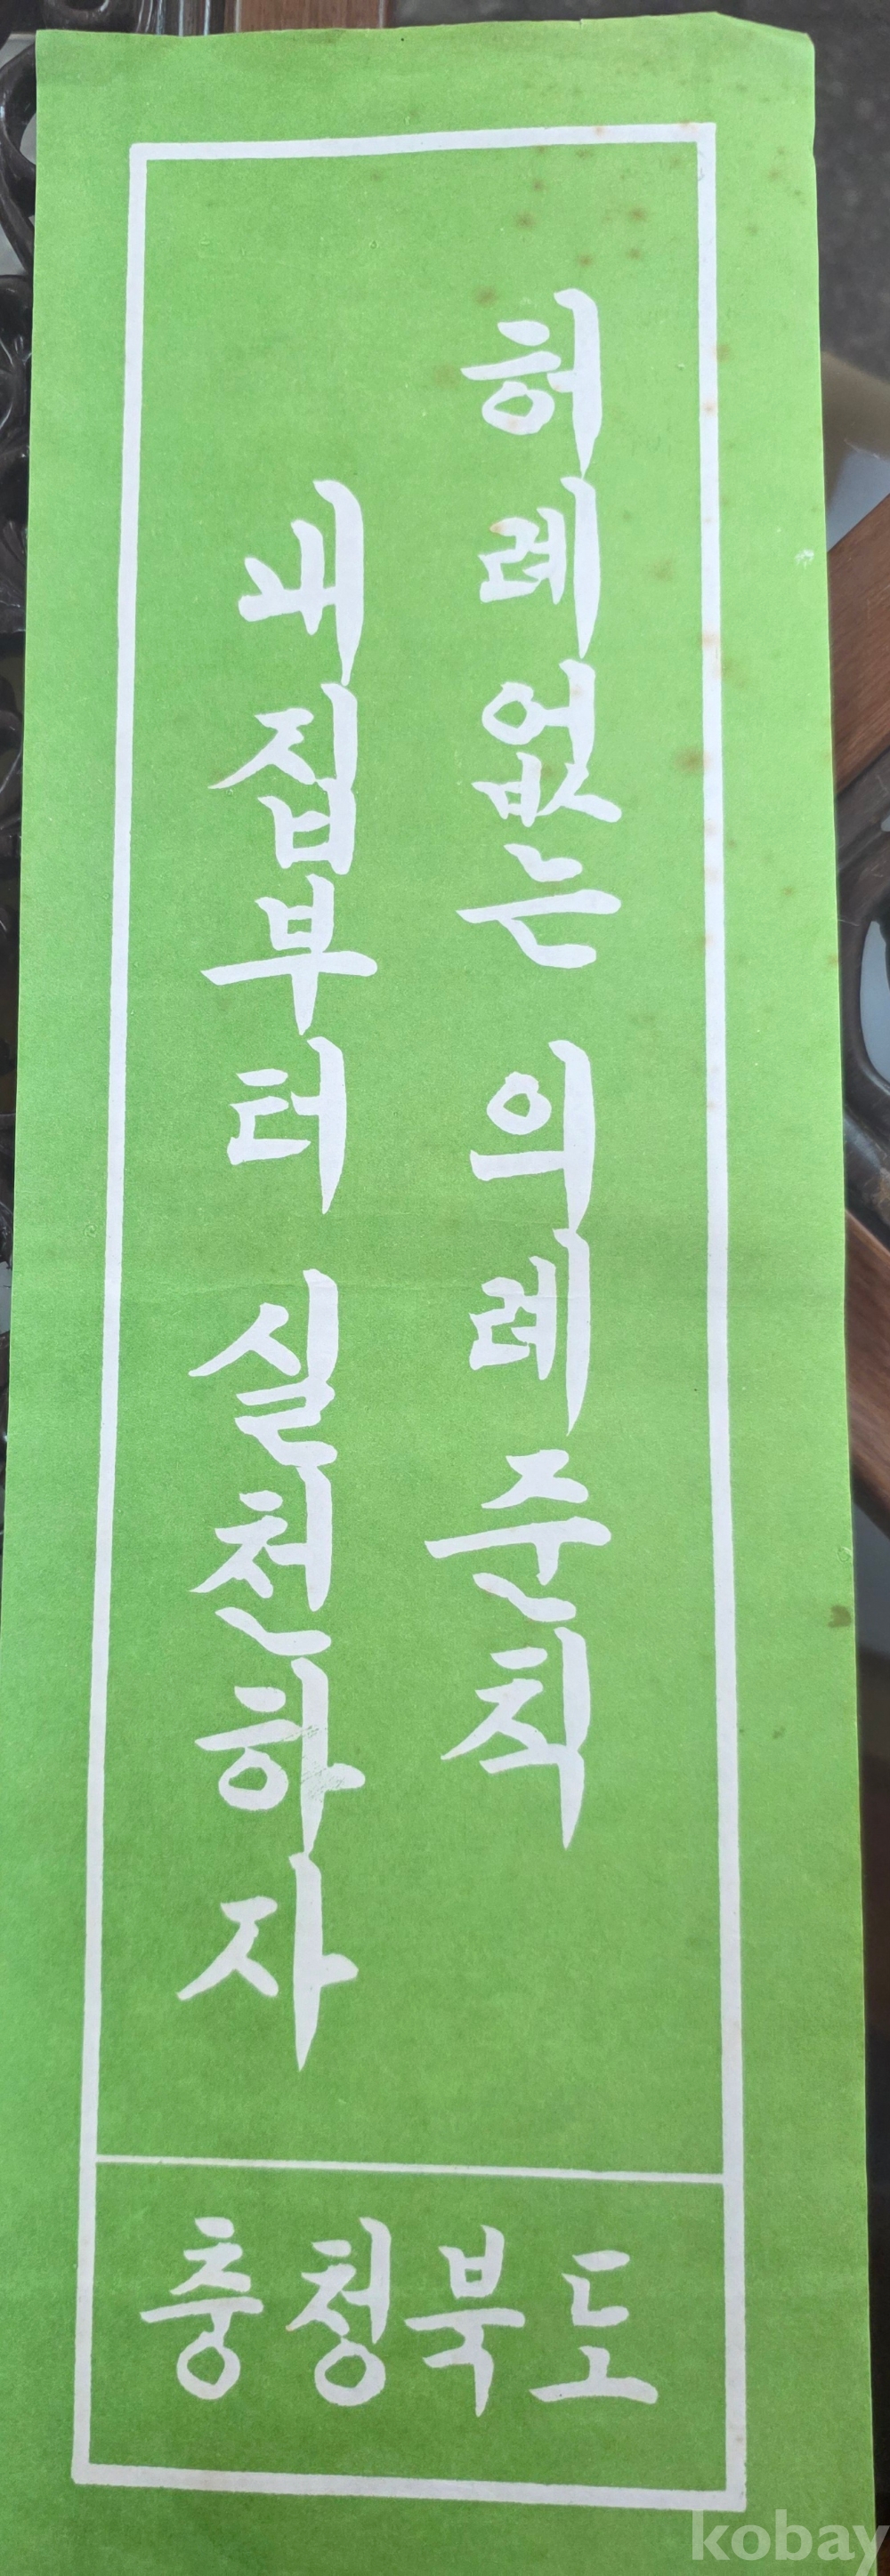 허례없는 의례준칙
내집부터 실천하자
충청북도
kobay